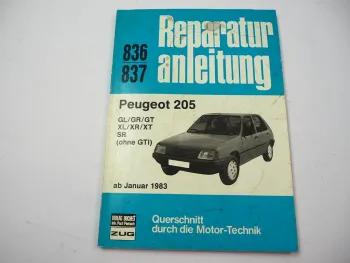 836
837
Reparatur
anleitung
Peugeot 205
GL/GR/GT
XL/XR/XT
SR
(ohne GTI)
ab Januar 1983
Querschnitt
durch die Motor-Technik
ZUG